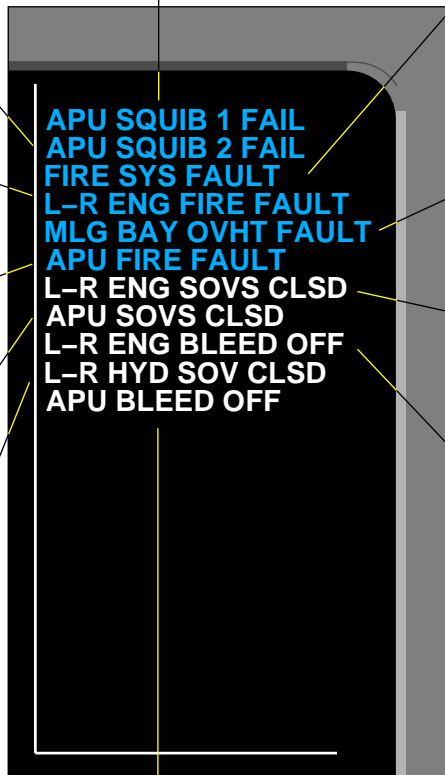 APU SQUIB 1 FAIL
APU SQUIB 2 FAIL
FIRE SYS FAULT
L–R ENG FIRE FAULT
MLG BAY OVHT FAULT
APU FIRE FAULT
L–R ENG SOVS CLSD
APU SOVS CLSD
L–R ENG BLEED OFF
L–R HYD SOV CLSD
APU BLEED OFF